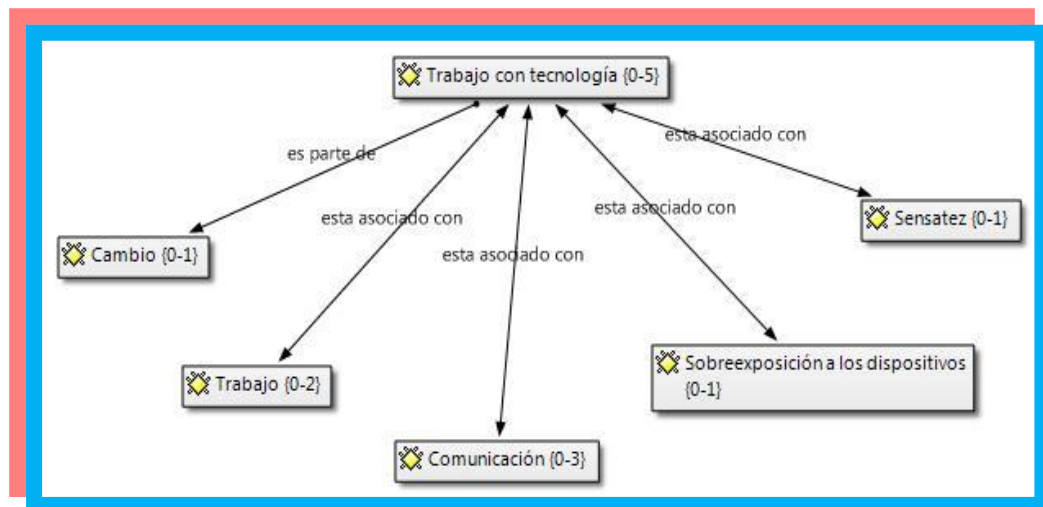 Trabajo con tecnología {0-5}
esta asociado con
es parte de
esta asociado con
esta asociado con
Sensatez {0-1}
Cambio {0-1}
esta asociado con
Sobreexposición a los dispositivos
{0-1}
Trabajo {0-2}
Comunicación {0-3}